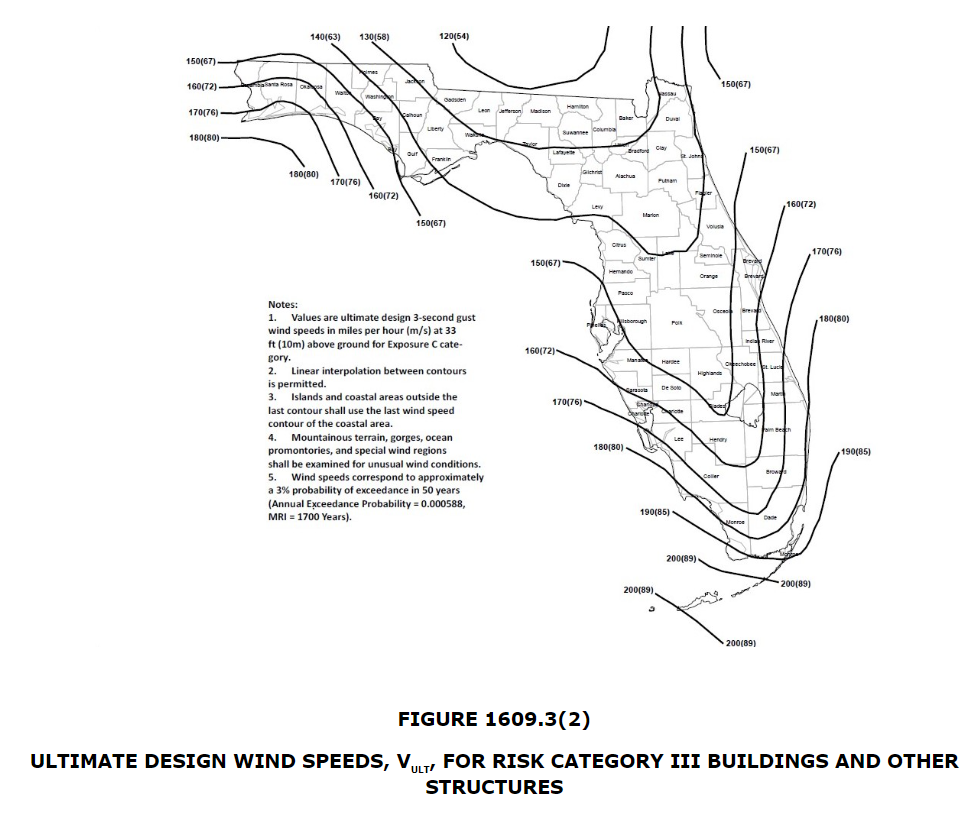 140(63) 130(58) 120(54)
150(67)
160(72)
170(76)
180(80)
180(80)
170(76)
160(72)
150(67)
150(67)
150(67)
160(72)
170(76)
180(80)
190(85)
150(67)
160(72)
170(76)
180(80)
190(85)
200(89)
200(89)
200(89)
200(89)
Santa Rosa
Okaloosa
Walton
Holmes
Washington
Jackson
Bay
Calhoun
Gulf
Liberty
Gadsden
Franklin
Leon
Wakulla
Jefferson
Madison
Taylor
Hamilton
Suwannee
Lafayette
Columbia
Dixie
Gilchrist
Baker
Nassau
Duval
Bradford
Clay
St. Johns
Alachua
Putnam
Flagler
Levy
Marion
Volusia
Citrus
Sumter
Lake
Seminole
Hernando
Orange
Brevard
Brevard
Pasco
Pinellas
Hillsborough
Polk
Osceola
Brevard
Indian River
Manatee
Hardee
Highlands
Okeechobee
St. Lucie
Sarasota
De Soto
Martin
Charlotte
Charlotte
Charlotte
Glades
Palm Beach
Lee
Hendry
Collier
Broward
Monroe
Dade
Monroe
Notes:
1. Values are ultimate design 3-second gust
wind speeds in miles per hour (m/s) at 33
ft (10m) above ground for Exposure C cate-
gory.
2. Linear interpolation between contours
is permitted.
3. Islands and coastal areas outside the
last contour shall use the last wind speed
contour of the coastal area.
4. Mountainous terrain, gorges, ocean
promontories, and special wind regions
shall be examined for unusual wind conditions.
5. Wind speeds correspond to approximately
a 3% probability of exceedance in 50 years
(Annual Exceedance Probability = 0.000588,
MRI = 1700 Years).
FIGURE 1609.3(2)
ULTIMATE DESIGN WIND SPEEDS, VULT, FOR RISK CATEGORY III BUILDINGS AND OTHER
STRUCTURES